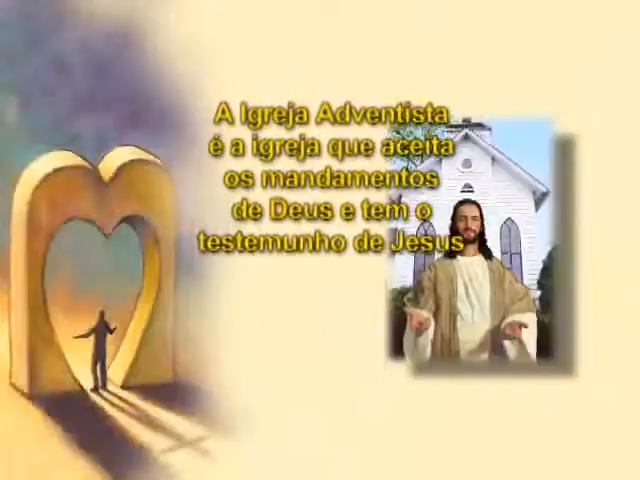 A Igreja Adventista
é a igreja que aceita
os mandamentos
de Deus e tem o
testemunho de Jesus